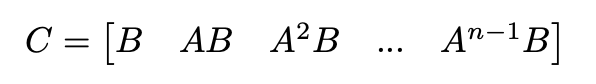 C = [B AB A²B ... Aⁿ⁻¹B]